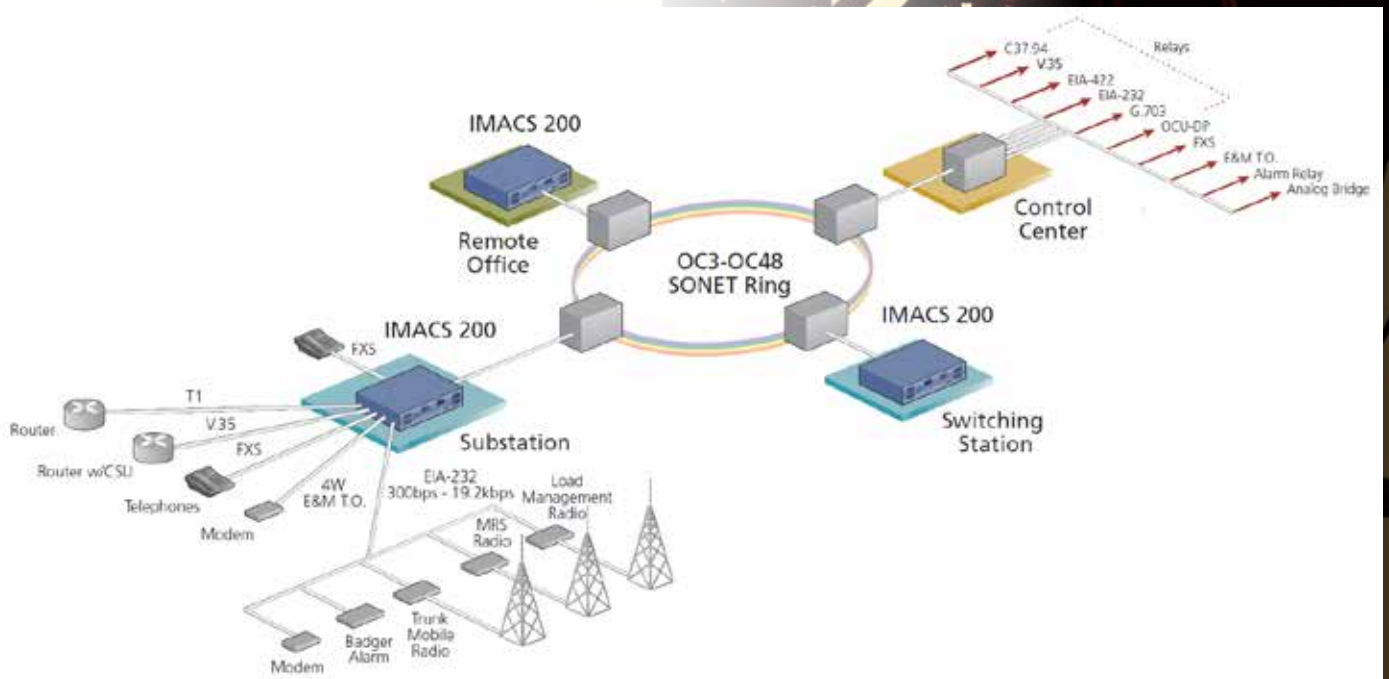 C37.94
V.35
EIA-422
EIA-232
G.703
OCU-DP
FXS
E&M T.O.
Alarm Relay
Analog Bridge
Relays
IMACS 200
Remote
Office
Control
Center
OC3-OC48
SONET Ring
IMACS 200
Switching
Station
IMACS 200
Substation
FXS
T1
Router
V.35
Router w/CSU
FXS
Telephones
4W
E&M T.O.
Modem
EIA-232
300bps - 19.2kbps
Load
Management
Radio
MRS
Radio
Trunk
Mobile
Radio
Badger
Alarm
Modem